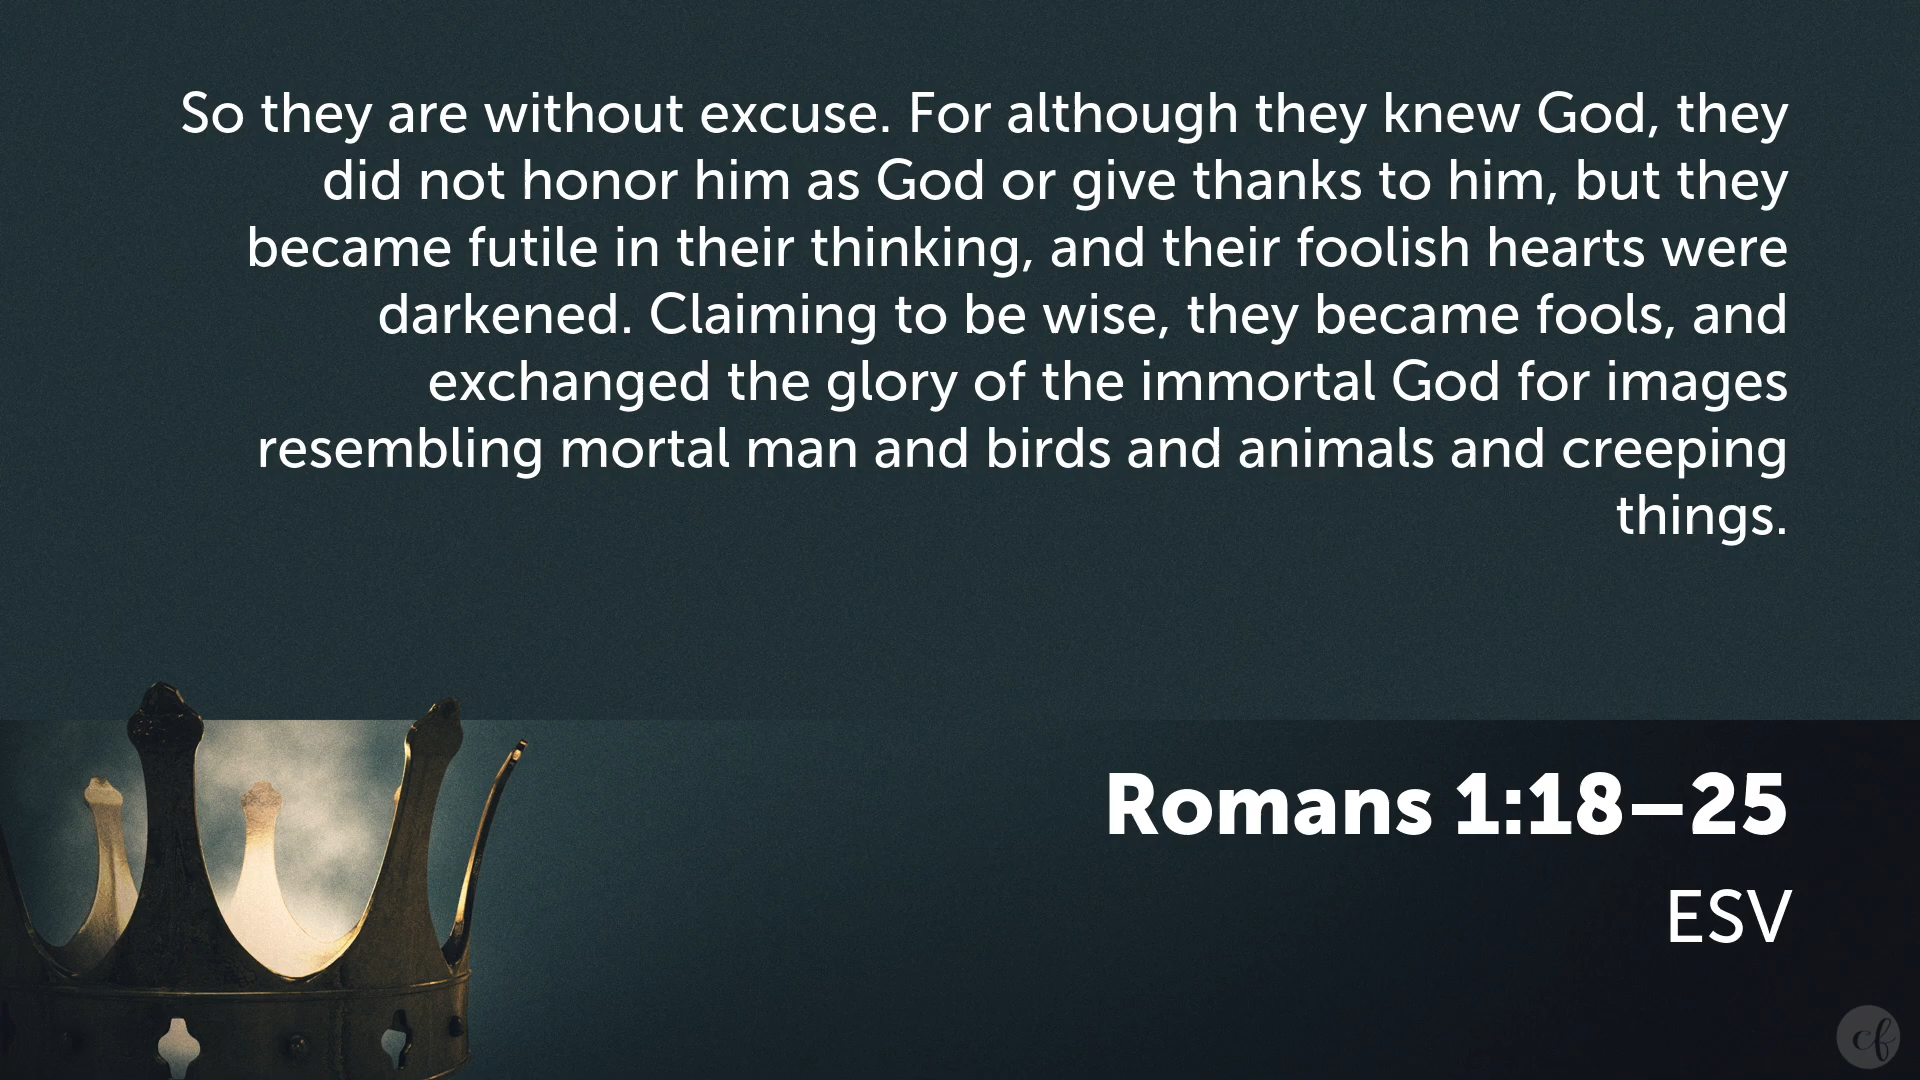 So they are without excuse. For although they knew God, they
did not honor him as God or give thanks to him, but they
became futile in their thinking, and their foolish hearts were
darkened. Claiming to be wise, they became fools, and
exchanged the glory of the immortal God for images
resembling mortal man and birds and animals and creeping
things.
Romans 1:18–25
ESV
cf